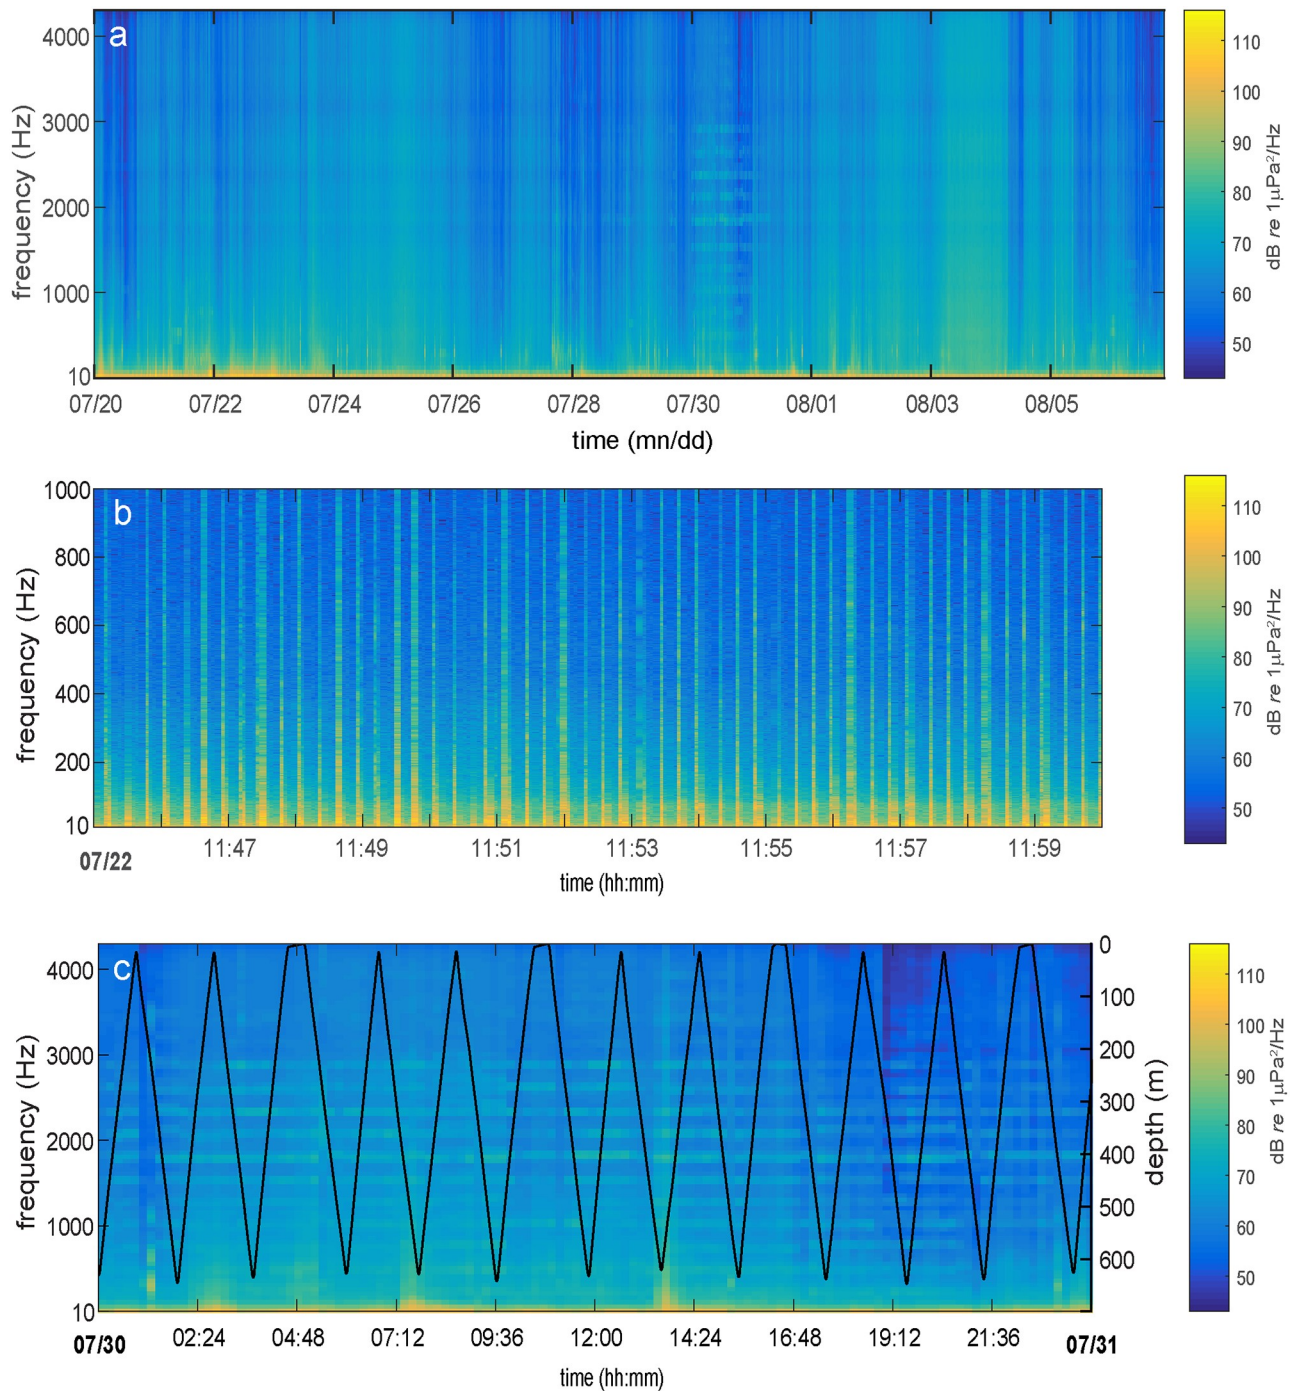 a
frequency (Hz)
4000
3000
2000
1000
10
07/20 07/22 07/24 07/26 07/28 07/30 08/01 08/03 08/05
time (mn/dd)
110
100
90
80
70
60
50
dB re 1µPa²/Hz
b
frequency (Hz)
1000
800
600
400
200
10
07/22 11:47 11:49 11:51 11:53 11:55 11:57 11:59
time (hh:mm)
110
100
90
80
70
60
50
dB re 1µPa²/Hz
c
frequency (Hz)
4000
3000
2000
1000
10
0
100
200
300
400
500
600
depth (m)
07/30 02:24 04:48 07:12 09:36 12:00 14:24 16:48 19:12 21:36 07/31
time (hh:mm)
110
100
90
80
70
60
50
dB re 1µPa²/Hz